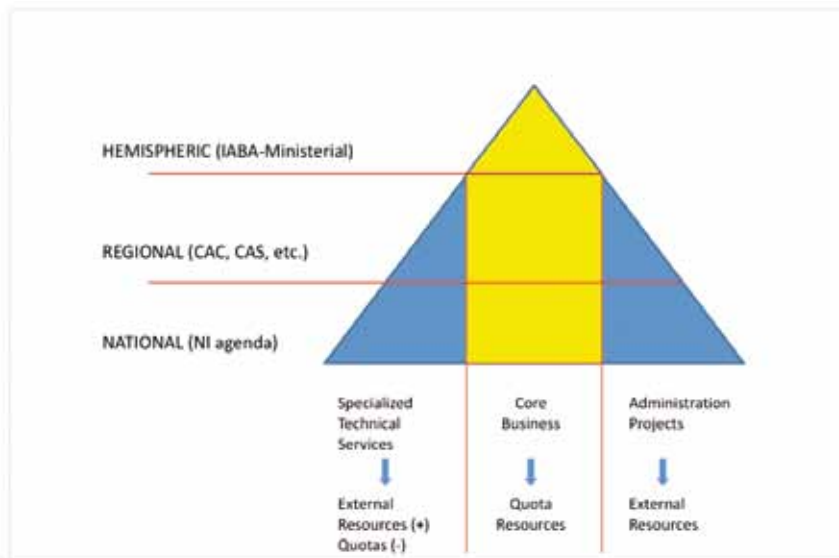 HEMISPHERIC (IABA-Ministerial)
REGIONAL (CAC, CAS, etc.)
NATIONAL (NI agenda)
Specialized
Technical
Services
Core
Business
Administration
Projects
External
Resources (+)
Quotas (-)
Quota
Resources
External
Resources